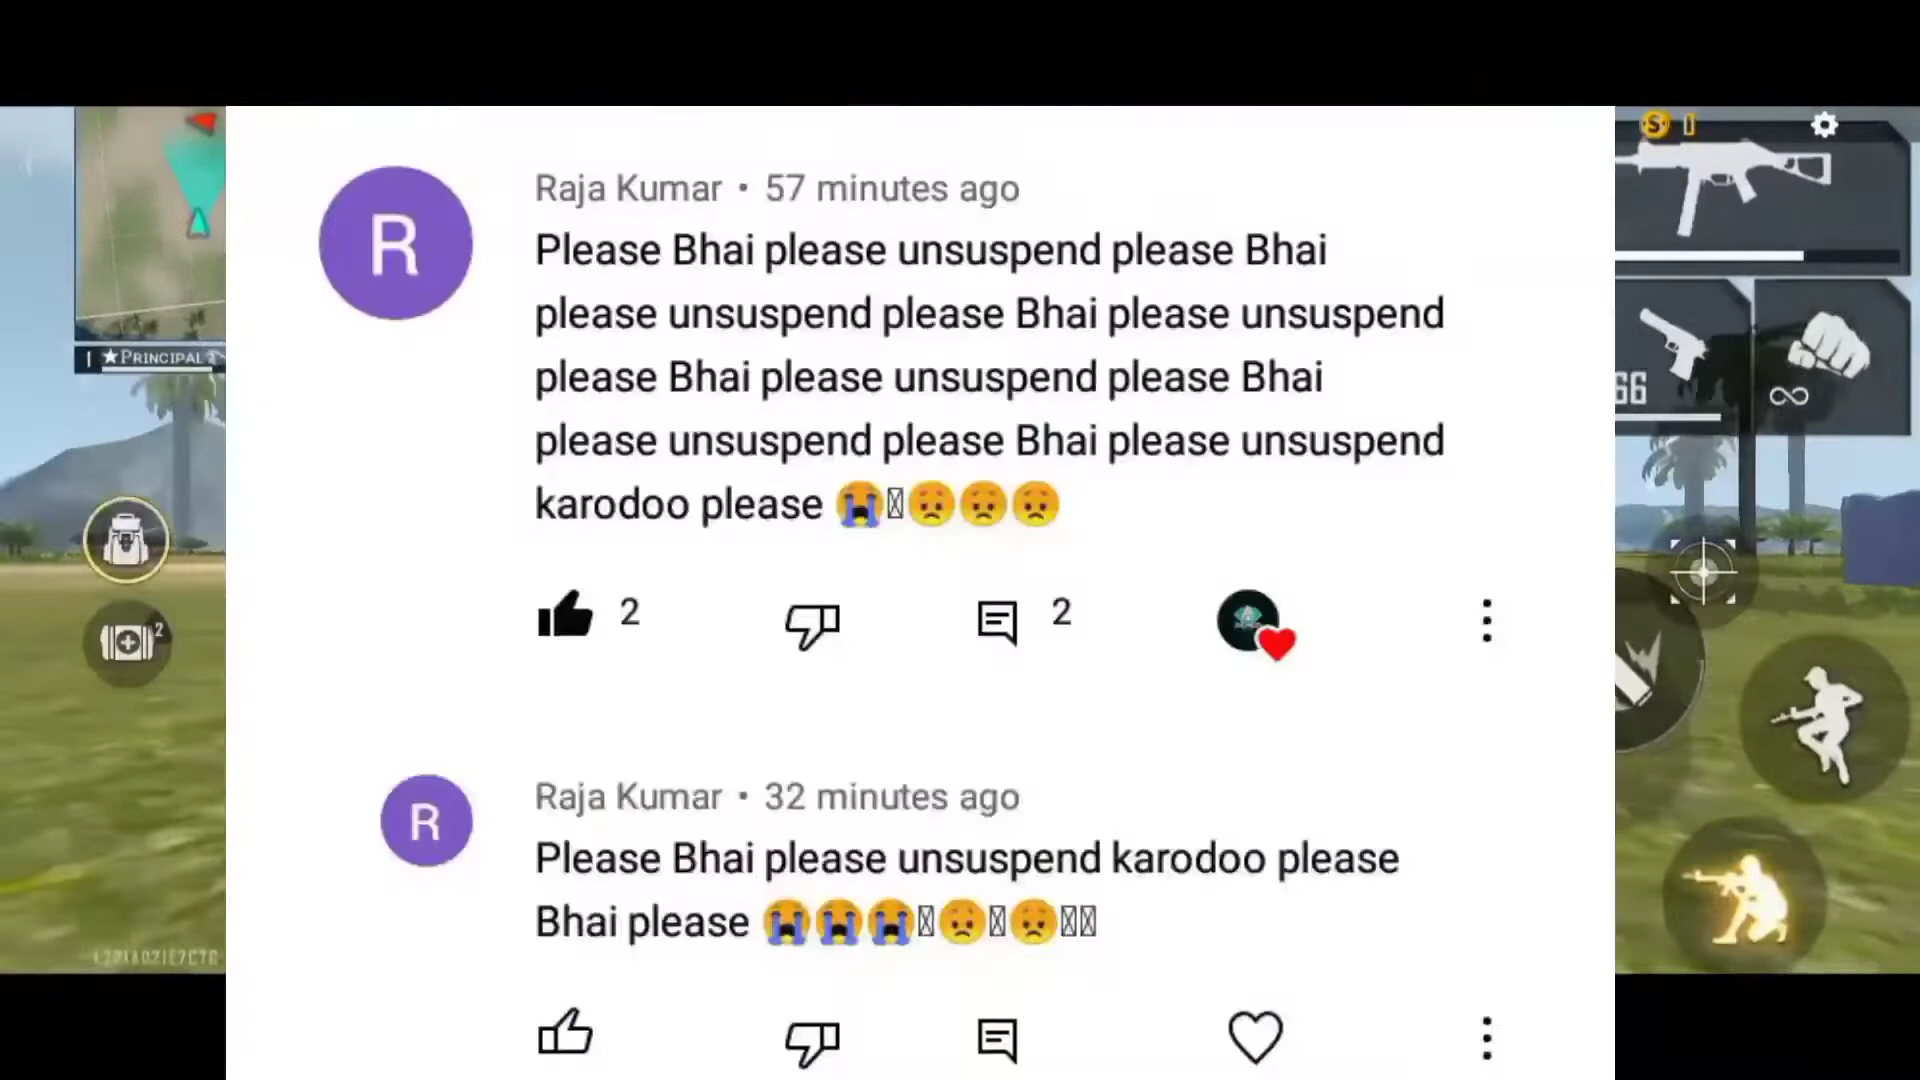 Raja Kumar • 57 minutes ago
Please Bhai please unsuspend please Bhai
please unsuspend please Bhai please unsuspend
please Bhai please unsuspend please Bhai
please unsuspend please Bhai please unsuspend
karodoo please 😭😞😞😞
2
2
Raja Kumar • 32 minutes ago
Please Bhai please unsuspend karodoo please
Bhai please 😭😭😭😞😞
R
R
1 ★PRINCIPAL
2
S
66
∞